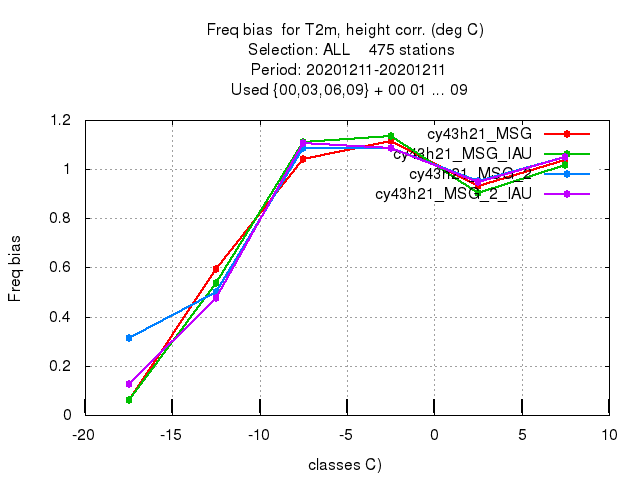 Freq bias  for T2m, height corr. (deg C)
Selection: ALL    475 stations
Period: 20201211-20201211
Used {00,03,06,09} + 00 01 ... 09
1.2
1
0.8
0.6
0.4
0.2
0
Freq bias
cy43h21_MSG
cy43h21_MSG_IAU
cy43h21_MSG_2
cy43h21_MSG_2_IAU
-20 -15 -10 -5 0 5 10
classes C)